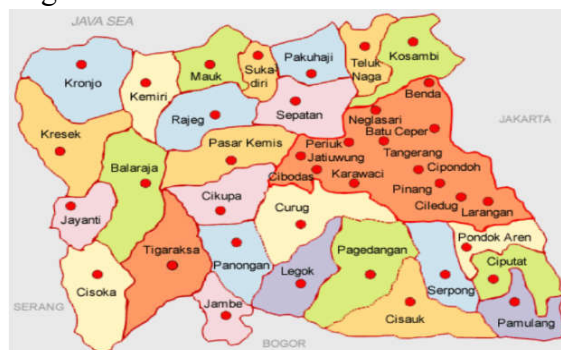 JAVA SEA
Kronjo
Kemiri
Mauk
Suka-
diri
Pakuhaji
Teluk
Naga
Kosambi
Benda
Rajeg
Sepatan
Neglasari
Batu Ceper
JAKARTA
Kresek
Pasar Kemis
Periuk
Jatiuwung
Tangerang
Cipondoh
Balaraja
Cibodas
Karawaci
Pinang
Ciledug
Larangan
Jayanti
Cikupa
Curug
Tigaraksa
Panongan
Legok
Pagedangan
Pondok Aren
Serpong
Ciputat
Cisoka
SERANG
Jambe
Cisauk
Pamulang
BOGOR